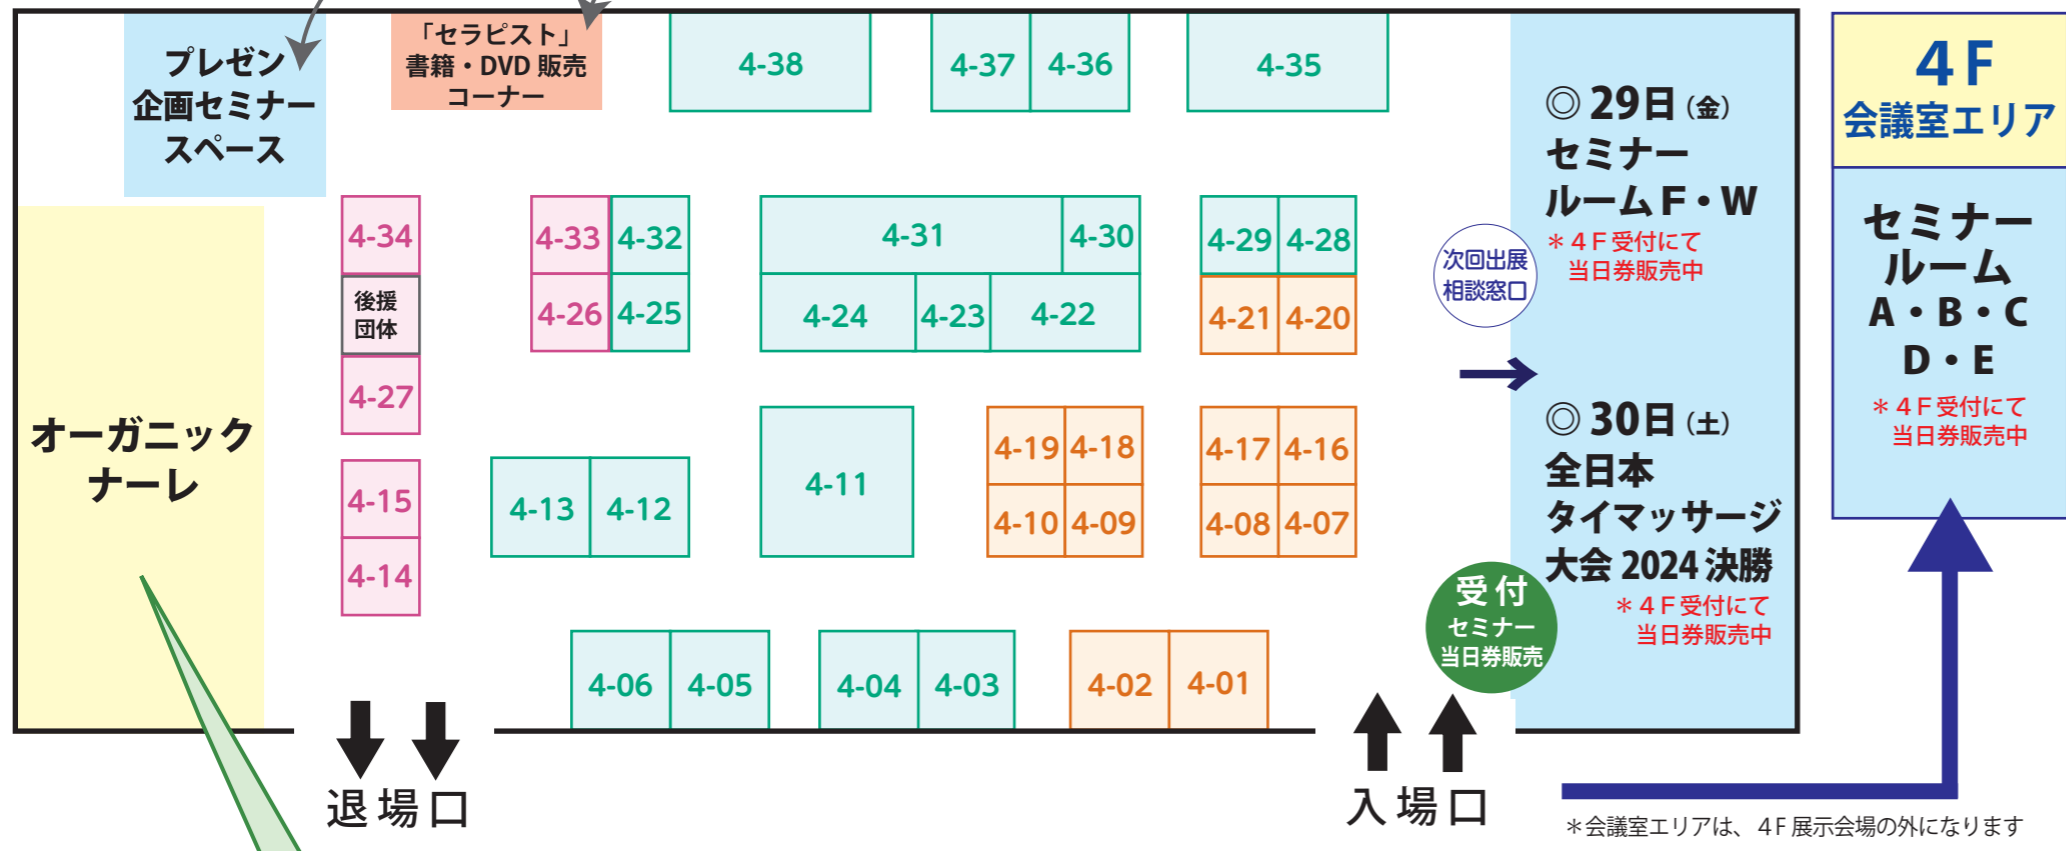 プレゼン
企画セミナー
スペース
「セラピスト」
書籍・DVD 販売
コーナー
4-38
4-37
4-36
4-35
◎ 29日 (金)
セミナー
ルーム F・W
＊４Ｆ受付にて
当日券販売中
４F
会議室エリア
セミナー
ルーム
A・B・C
D・E
＊４Ｆ受付にて
当日券販売中
4-34
4-33
4-32
4-31
4-30
4-29
4-28
次回出展
相談窓口
後援
団体
4-26
4-25
4-24
4-23
4-22
4-21
4-20
4-27
オーガニック
ナーレ
4-15
4-14
4-13
4-12
4-11
4-19
4-18
4-17
4-16
4-10
4-09
4-08
4-07
◎ 30日 (土)
全日本
タイマッサージ
大会 2024 決勝
＊４Ｆ受付にて
当日券販売中
受付
セミナー
当日券販売
4-06
4-05
4-04
4-03
4-02
4-01
退場口
入場口
＊会議室エリアは、４F 展示会場の外になります